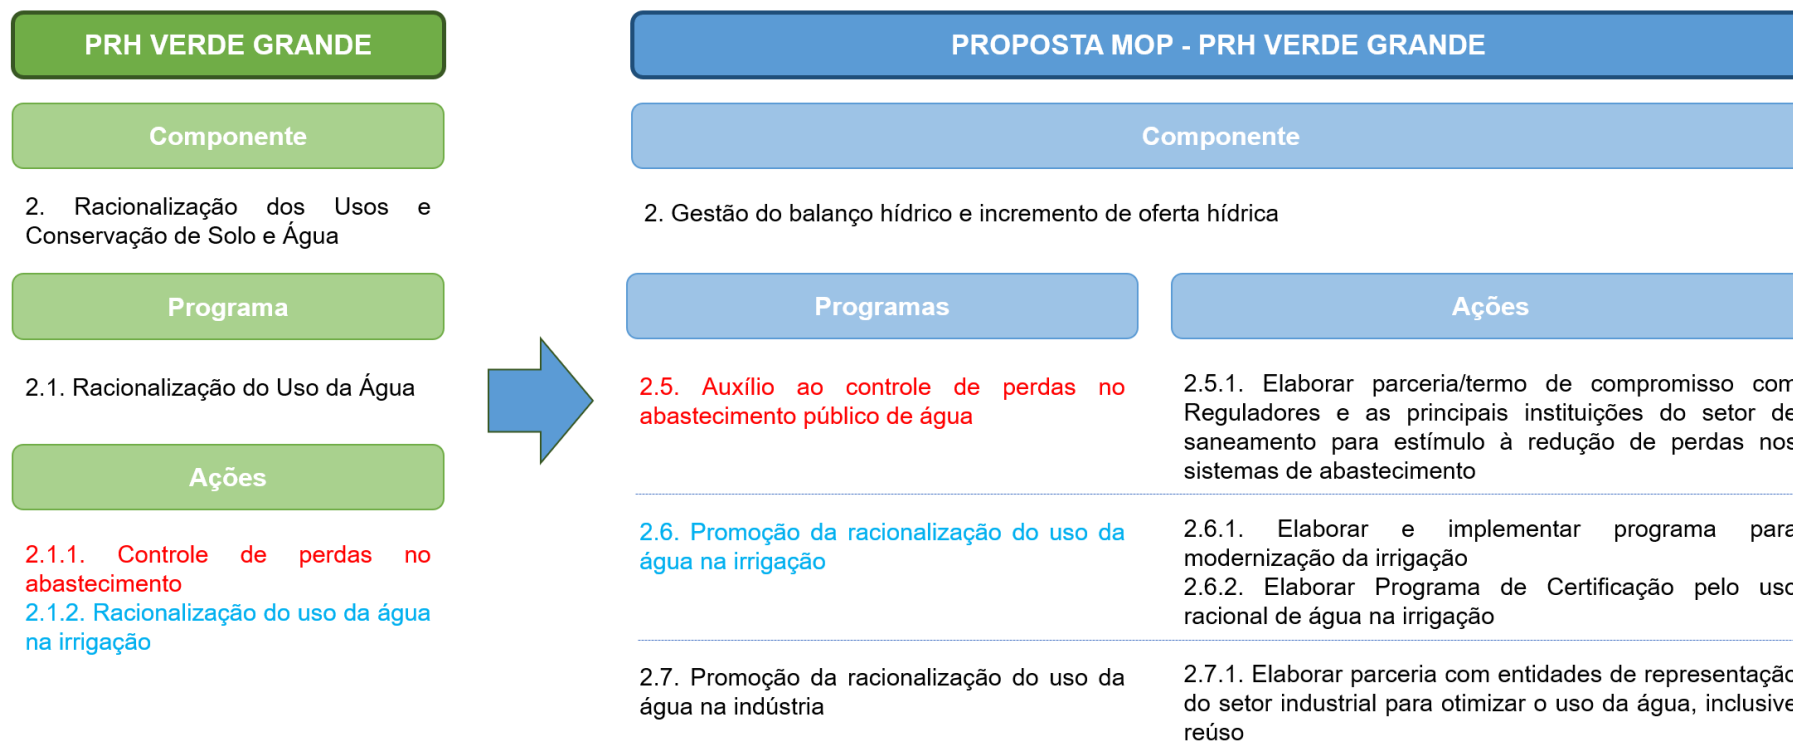 PRH VERDE GRANDE
Componente
2. Racionalização dos Usos e
Conservação de Solo e Água
Programa
2.1. Racionalização do Uso da Água
Ações
2.1.1. Controle de perdas no
abastecimento
2.1.2. Racionalização do uso da água
na irrigação
PROPOSTA MOP - PRH VERDE GRANDE
Componente
2. Gestão do balanço hídrico e incremento de oferta hídrica
Programas
Ações
2.5. Auxílio ao controle de perdas no
abastecimento público de água
2.5.1. Elaborar parceria/termo de compromisso com
Reguladores e as principais instituições do setor de
saneamento para estímulo à redução de perdas nos
sistemas de abastecimento
2.6. Promoção da racionalização do uso da
água na irrigação
2.6.1. Elaborar e implementar programa para
modernização da irrigação
2.6.2. Elaborar Programa de Certificação pelo uso
racional de água na irrigação
2.7. Promoção da racionalização do uso da
água na indústria
2.7.1. Elaborar parceria com entidades de representação
do setor industrial para otimizar o uso da água, inclusive
reúso